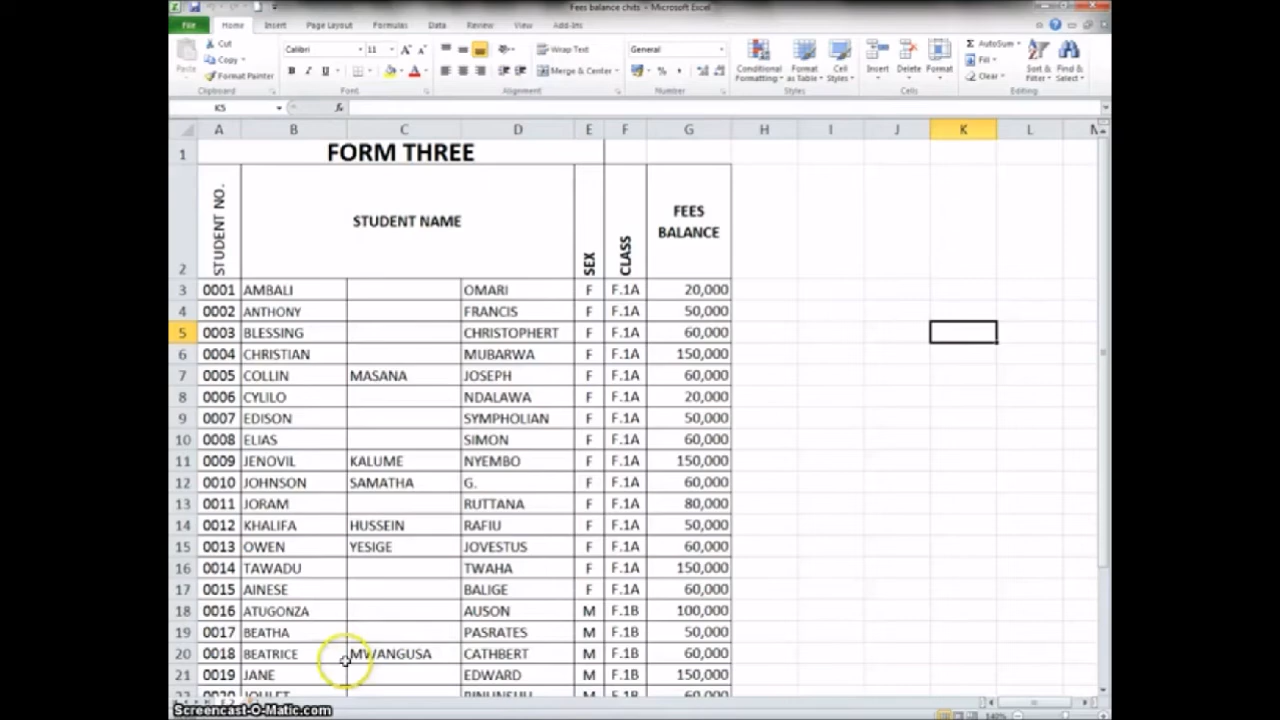 Fees balance chits - Microsoft Excel
File Home Insert Page Layout Formulas Data Review View Add-Ins
Cut Calibri 11 Wrap Text General AutoSum
Copy Fill
Paste Format Painter B I U Merge & Center % Conditional Formatting Format as Table Cell Styles Insert Delete Format Clear Sort & Filter Find & Select
Clipboard Font Alignment Number Styles Cells Editing
K5 fx
A B C D E F G H I J K L M
1 FORM THREE
2 STUDENT NO. STUDENT NAME SEX CLASS FEES BALANCE
3 0001 AMBALI OMARI F F.1A 20,000
4 0002 ANTHONY FRANCIS F F.1A 50,000
5 0003 BLESSING CHRISTOPHERT F F.1A 60,000
6 0004 CHRISTIAN MUBARWA F F.1A 150,000
7 0005 COLLIN MASANA JOSEPH F F.1A 60,000
8 0006 CYLILO NDALAWA F F.1A 20,000
9 0007 EDISON SYMPHOLIAN F F.1A 50,000
10 0008 ELIAS SIMON F F.1A 60,000
11 0009 JENOVIL KALUME NYEMBO F F.1A 150,000
12 0010 JOHNSON SAMATHA G. F F.1A 60,000
13 0011 JORAM RUTTANA F F.1A 80,000
14 0012 KHALIFA HUSSEIN RAFIU F F.1A 50,000
15 0013 OWEN YESIGE JOVESTUS F F.1A 60,000
16 0014 TAWADU TWAHA F F.1A 150,000
17 0015 AINESE BALIGE F F.1A 60,000
18 0016 ATUGONZA AUSON M F.1B 100,000
19 0017 BEATHA PASRATES M F.1B 50,000
20 0018 BEATRICE MWANGUSA CATHBERT M F.1B 60,000
21 0019 JANE EDWARD M F.1B 150,000
Screencast-O-Matic.com